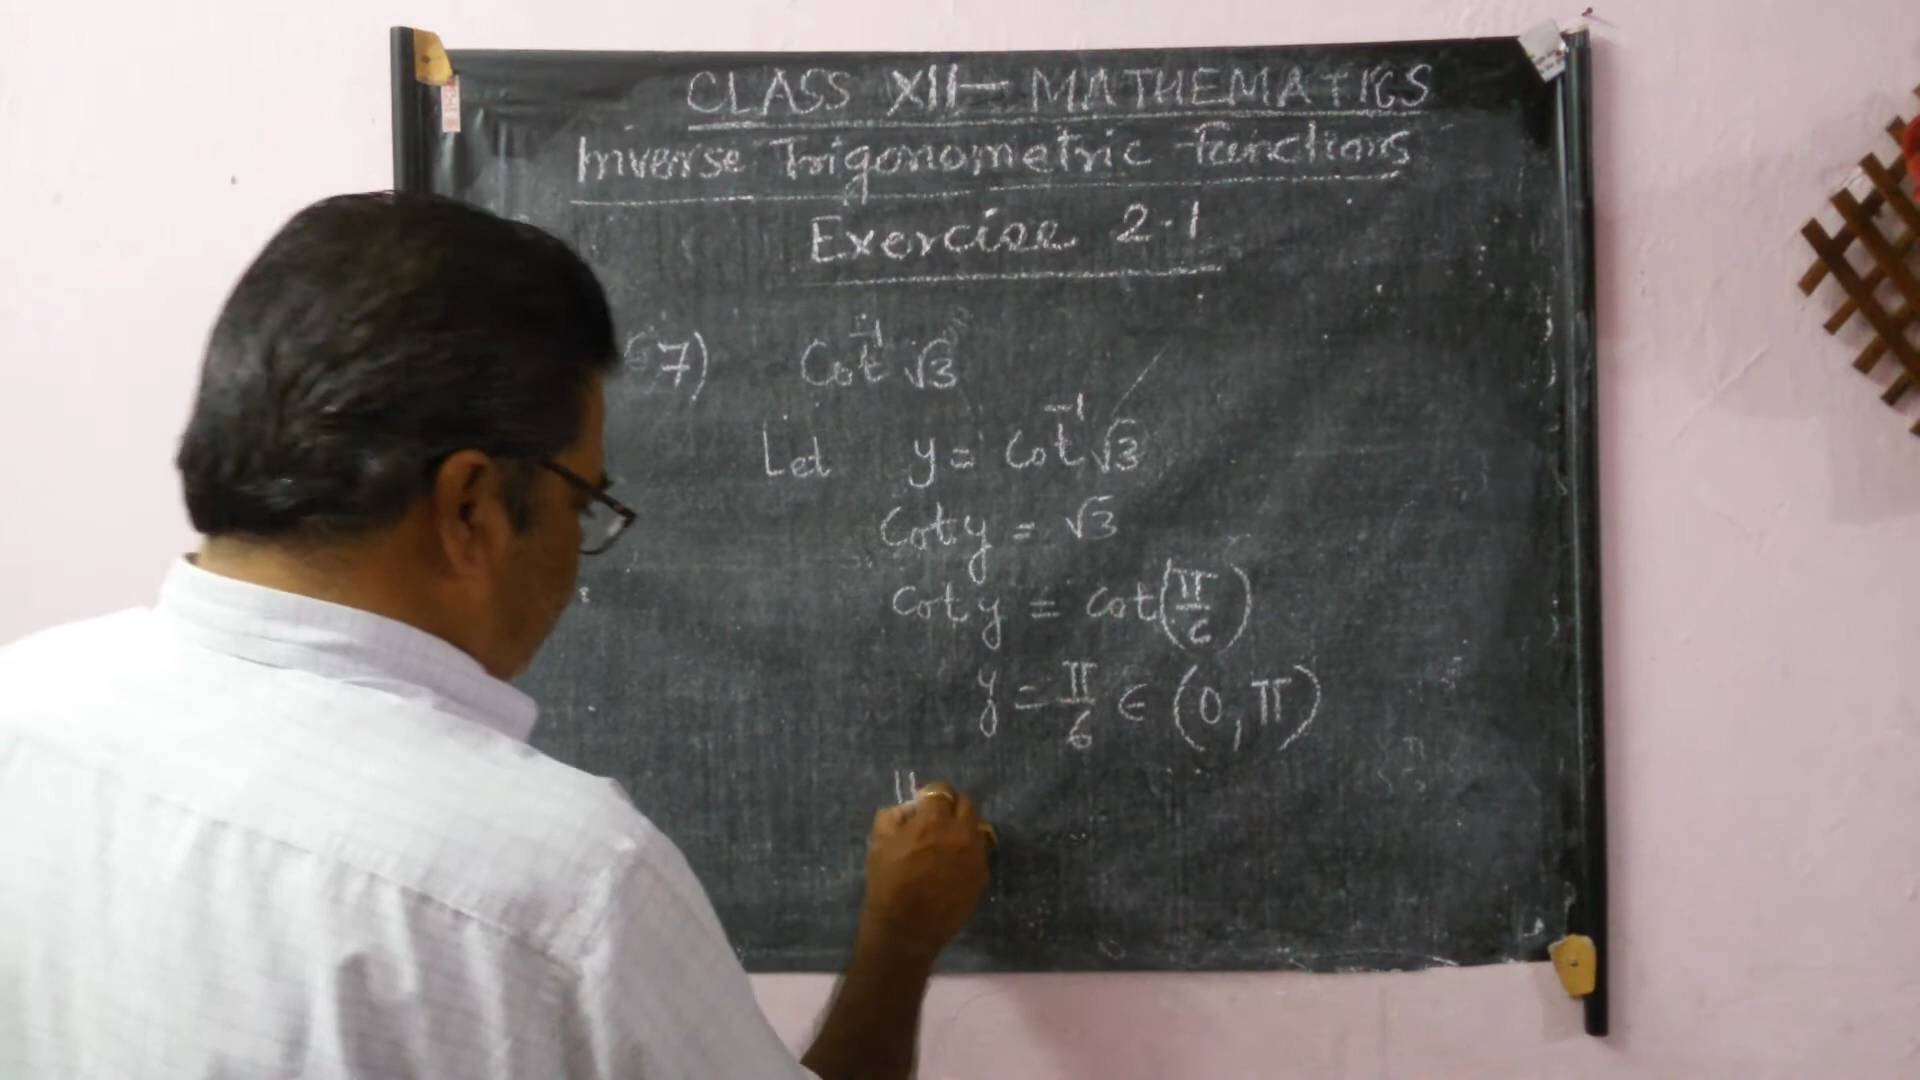 CLASS XII - MATHEMATICS
Inverse Trigonometric Functions
Exercise 2.1
7) Cot⁻¹ √3
Let y = Cot⁻¹ √3
Cot y = √3
Cot y = Cot(π/6)
y = π/6 ∈ (0, π)